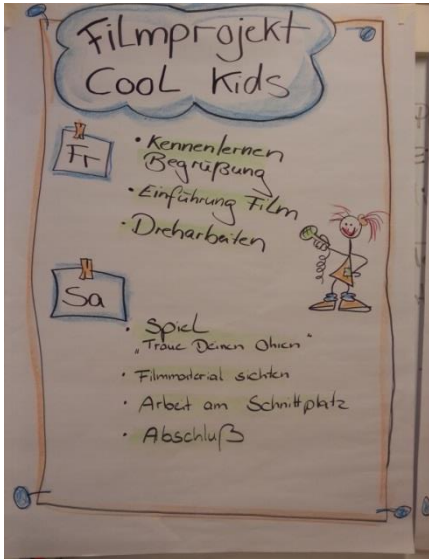 Filmprojekt
Cool Kids
Fr
• Kennenlernen
Begrüßung
• Einführung Film
• Dreharbeiten
Sa
• Spiel
„Traue Deinen Ohren"
• Filmmaterial sichten
• Arbeit am Schnittplatz
• Abschluß